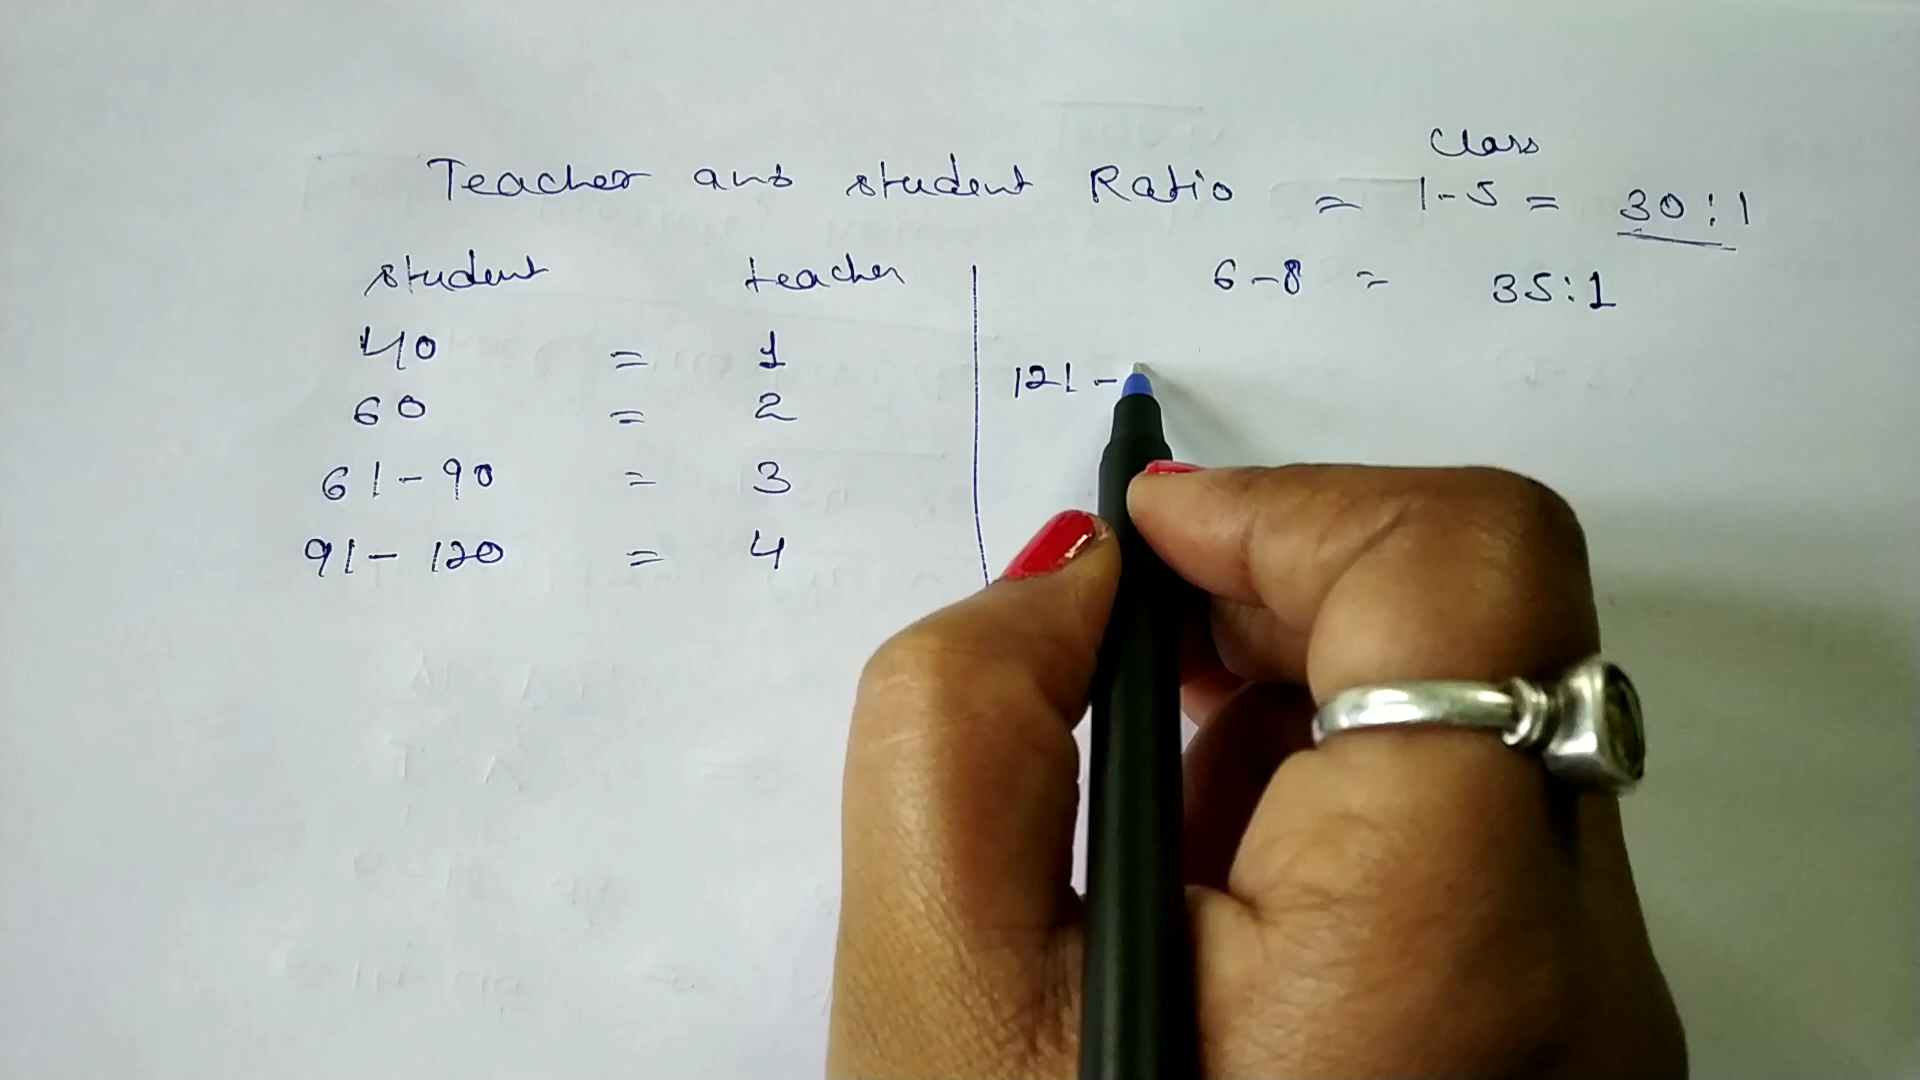 Class
Teacher and student Ratio = 1-5 = 30:1
6-8 = 35:1
student teacher
40 = 1
60 = 2
61-90 = 3
91-120 = 4
121-